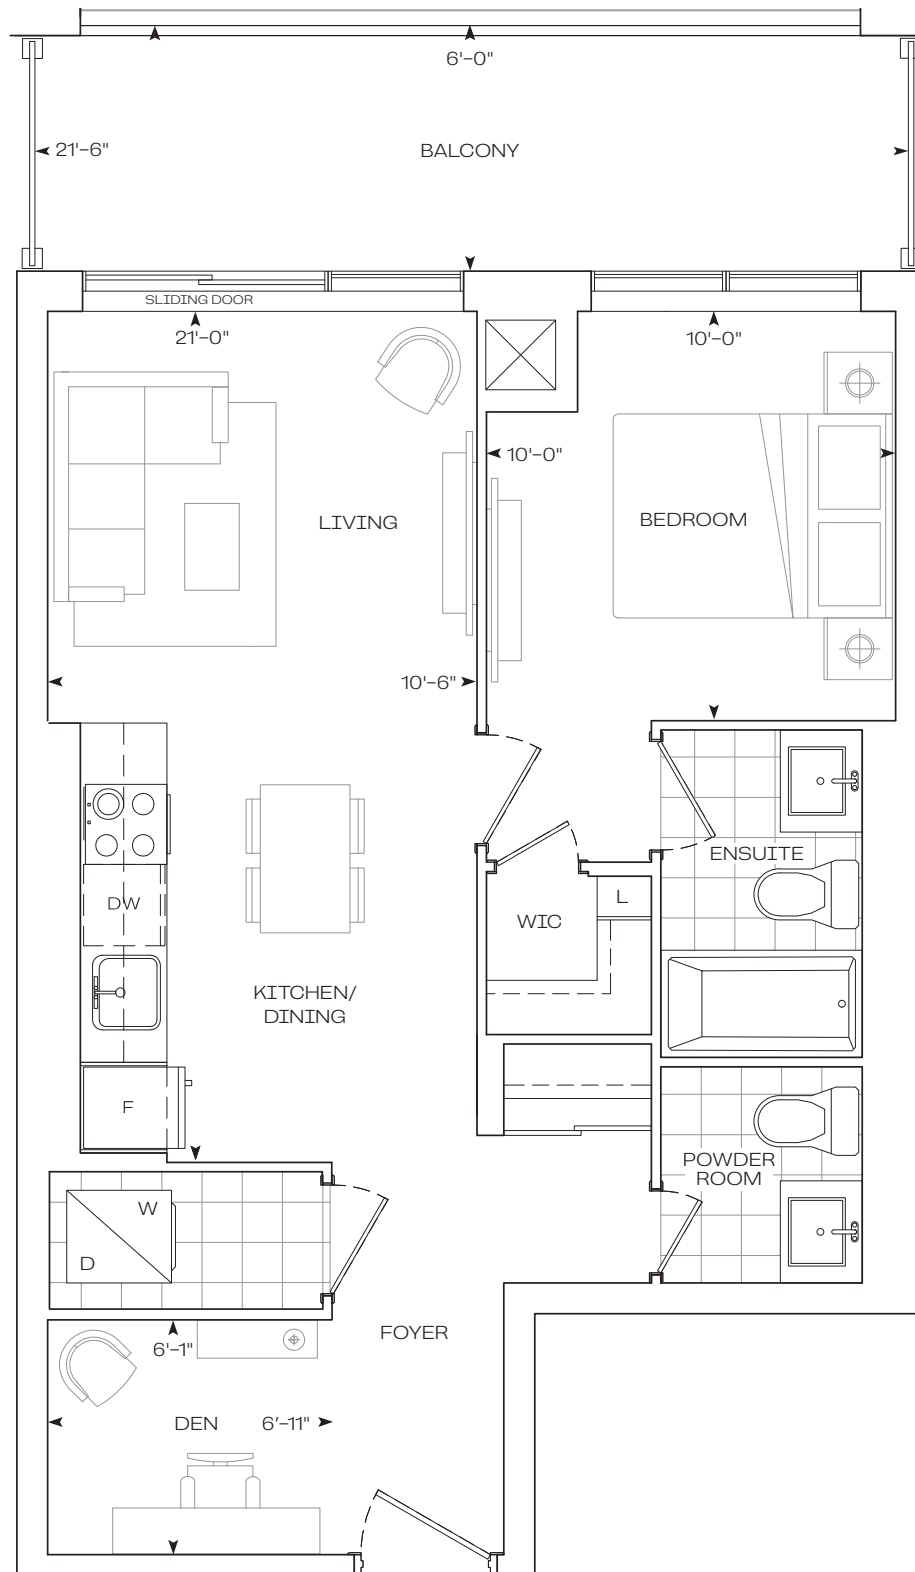 6'-0"
21'-6"
BALCONY
SLIDING DOOR
21'-0"
10'-0"
10'-0"
LIVING
BEDROOM
10'-6"
ENSUITE
DW
L
WIC
KITCHEN/
DINING
F
POWDER
ROOM
W
D
FOYER
6'-1"
DEN
6'-11"